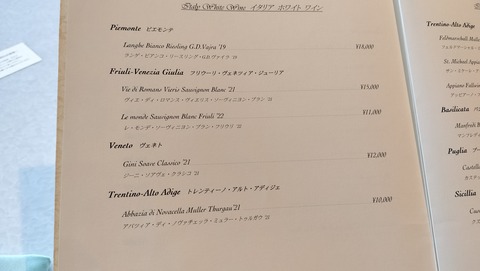 Italy White Wine イタリア ホワイト ワイン
Piemonte ピエモンテ
Langhe Bianco Riesling G.D.Vajra '19 ¥18,000
ランゲ・ビアンコ・リースリング・G.D.ヴァイラ '19
Friuli-Venezia Giulia フリウーリ・ヴェネツィア・ジューリア
Vie di Romans Vieris Sauvignon Blanc '21 ¥15,000
ヴィエ・ディ・ロマンス・ヴィエリス・ソーヴィニヨン・ブラン '21
Le monde Sauvignon Blanc Friuli '22 ¥11,000
レ・モンデ・ソーヴィニヨン・ブラン・フリウリ '22
Veneto ヴェネト
Gini Soave Classico '21 ¥12,000
ジーニ・ソアヴェ・クラシコ '21
Trentino-Alto Adige トレンティーノ・アルト・アディジェ
Abbazia di Novacella Muller Thurgau '21 ¥10,000
アバツィア・ディ・ノヴァチェッラ・ミュラー・トゥルガウ '21
Trentino-Alto Adige
Feldmarschall
St. Michael
Appiano
Basilicata
Manfredi
Puglia
Castel
Sicilia